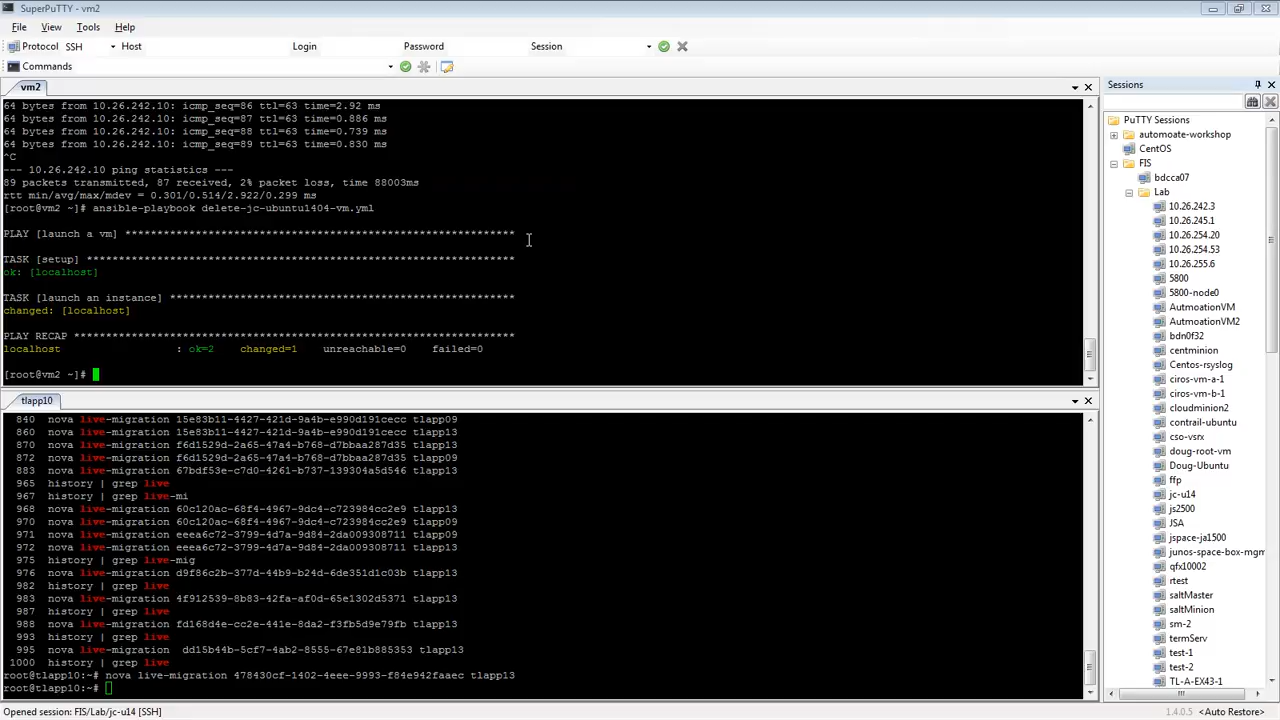 SuperPuTTY - vm2
File View Tools Help
Protocol SSH Host Login Password Session
Commands
vm2
64 bytes from 10.26.242.10: icmp_seq=86 ttl=63 time=2.92 ms
64 bytes from 10.26.242.10: icmp_seq=87 ttl=63 time=0.886 ms
64 bytes from 10.26.242.10: icmp_seq=88 ttl=63 time=0.739 ms
64 bytes from 10.26.242.10: icmp_seq=89 ttl=63 time=0.830 ms
^C
--- 10.26.242.10 ping statistics ---
89 packets transmitted, 87 received, 2% packet loss, time 88003ms
rtt min/avg/max/mdev = 0.301/0.514/2.922/0.299 ms
[root@vm2 ~]# ansible-playbook delete-jc-ubuntu1404-vm.yml
PLAY [launch a vm] *************************************************************
TASK [setup] *******************************************************************
ok: [localhost]
TASK [launch an instance] ******************************************************
changed: [localhost]
PLAY RECAP *********************************************************************
localhost : ok=2 changed=1 unreachable=0 failed=0
[root@vm2 ~]#
tlapp10
840 nova live-migration 15e83b11-4427-421d-9a4b-e990d191cecc tlapp09
860 nova live-migration 15e83b11-4427-421d-9a4b-e990d191cecc tlapp13
870 nova live-migration f6d1529d-2a65-47a4-b768-d7bbaa287d35 tlapp13
872 nova live-migration f6d1529d-2a65-47a4-b768-d7bbaa287d35 tlapp09
883 nova live-migration 67bdf53e-c7d0-4261-b737-139304a5d546 tlapp13
965 history | grep live
967 history | grep live-mi
968 nova live-migration 60c120ac-68f4-4967-9dc4-c723984cc2e9 tlapp13
970 nova live-migration 60c120ac-68f4-4967-9dc4-c723984cc2e9 tlapp09
971 nova live-migration eeea6c72-3799-4d7a-9d84-2da009308711 tlapp09
972 nova live-migration eeea6c72-3799-4d7a-9d84-2da009308711 tlapp13
975 history | grep live-mig
976 nova live-migration d9f86c2b-377d-44b9-b24d-6de351d1c03b tlapp13
982 history | grep live
983 nova live-migration 4f912539-8b83-42fa-af0d-65e1302d5371 tlapp13
987 history | grep live
988 nova live-migration fd168d4e-cc2e-441e-8da2-f3fb5d9e79fb tlapp13
993 history | grep live
995 nova live-migration dd15b44b-5cf7-4ab2-8555-67e81b885353 tlapp13
1000 history | grep live
root@tlapp10:~# nova live-migration 478430cf-1402-4eee-9993-f84e942faaec tlapp13
root@tlapp10:~#
Sessions
PuTTY Sessions
automoate-workshop
CentOS
FIS
bdcca07
Lab
10.26.242.3
10.26.245.1
10.26.254.20
10.26.254.53
10.26.255.6
5800
5800-node0
AutmoationVM
AutmoationVM2
bdn0f32
centminion
Centos-rsyslog
ciros-vm-a-1
ciros-vm-b-1
cloudminion2
contrail-ubuntu
cso-vsrx
doug-root-vm
Doug-Ubuntu
ffp
jc-u14
js2500
JSA
jspace-ja1500
junos-space-box-mgm
qfx10002
rtest
saltMaster
saltMinion
sm-2
termServ
test-1
test-2
TL-A-EX43-1
Opened session: FIS/Lab/jc-u14 [SSH] 1.4.0.5 <Auto Restore>